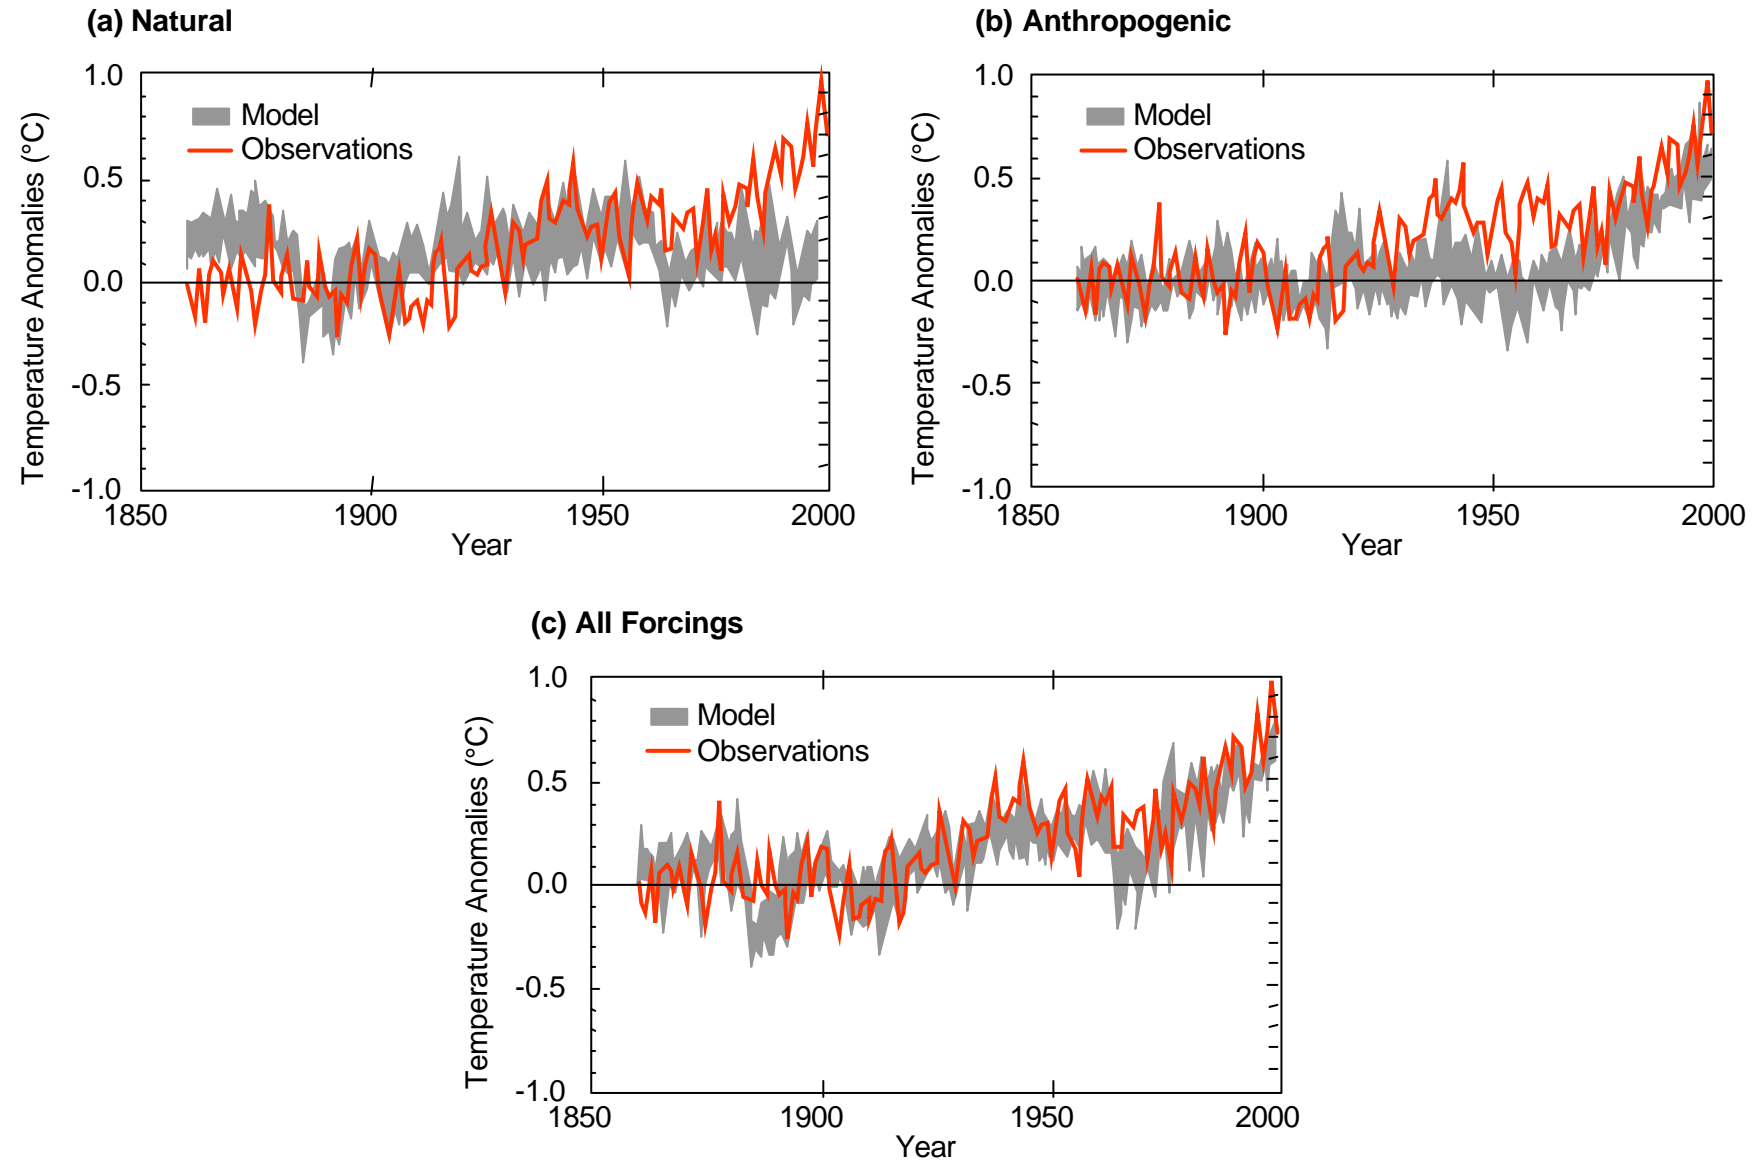 (a) Natural
Temperature Anomalies (°C)
1.0
0.5
0.0
-0.5
-1.0
Model
Observations
1850
1900
1950
2000
Year
(b) Anthropogenic
Temperature Anomalies (°C)
1.0
0.5
0.0
-0.5
-1.0
Model
Observations
1850
1900
1950
2000
Year
(c) All Forcings
Temperature Anomalies (°C)
1.0
0.5
0.0
-0.5
-1.0
Model
Observations
1850
1900
1950
2000
Year